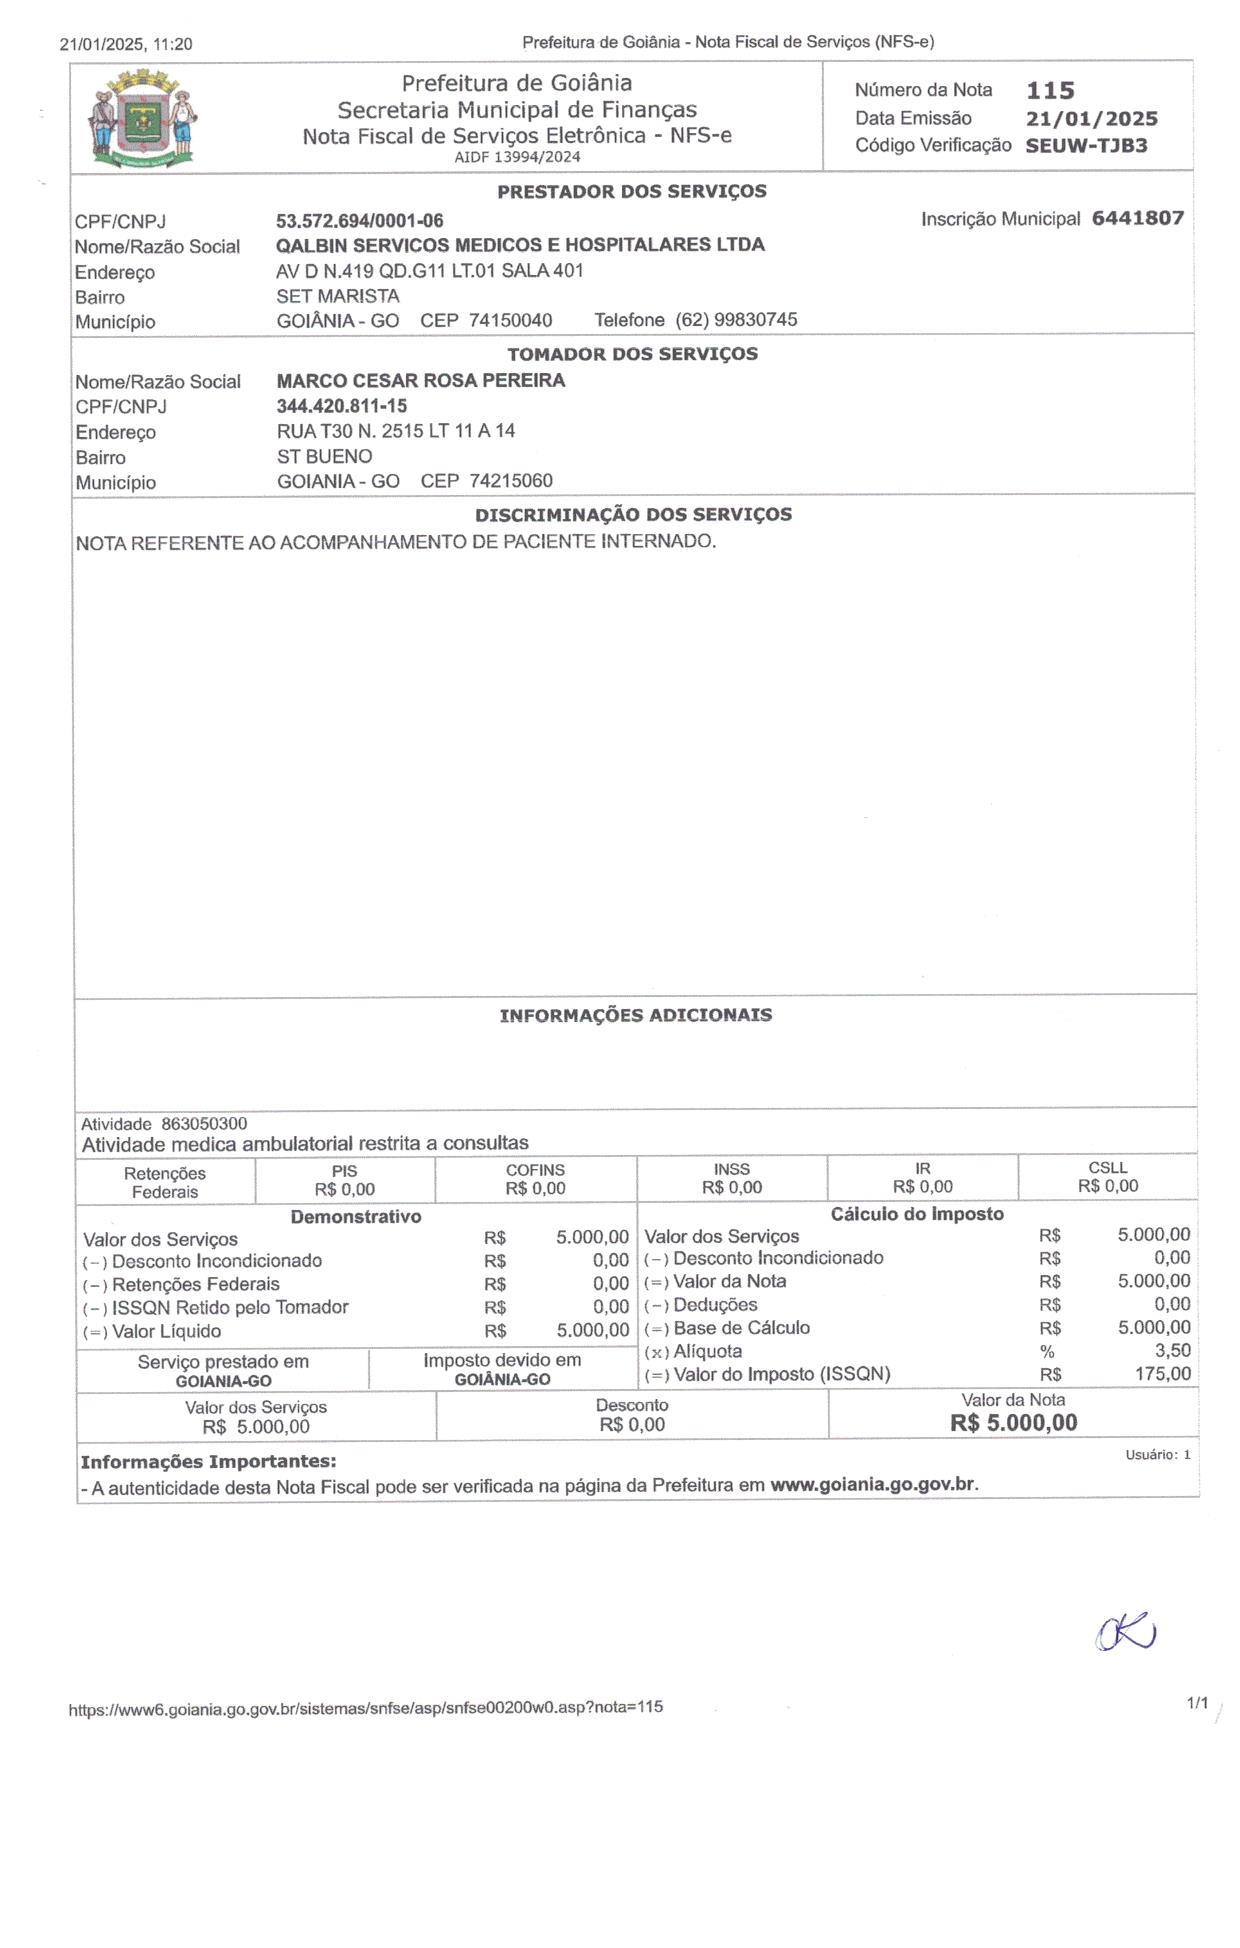 21/01/2025, 11:20 Prefeitura de Goiânia - Nota Fiscal de Serviços (NFS-e)
Prefeitura de Goiânia
Secretaria Municipal de Finanças
Nota Fiscal de Serviços Eletrônica - NFS-e
AIDF 13994/2024
Número da Nota 115
Data Emissão 21/01/2025
Código Verificação SEUW-TJB3
PRESTADOR DOS SERVIÇOS
CPF/CNPJ 53.572.694/0001-06 Inscrição Municipal 6441807
Nome/Razão Social QALBIN SERVICOS MEDICOS E HOSPITALARES LTDA
Endereço AV D N.419 QD.G11 LT.01 SALA 401
Bairro SET MARISTA
Município GOIÂNIA - GO CEP 74150040 Telefone (62) 99830745
TOMADOR DOS SERVIÇOS
Nome/Razão Social MARCO CESAR ROSA PEREIRA
CPF/CNPJ 344.420.811-15
Endereço RUA T30 N. 2515 LT 11 A 14
Bairro ST BUENO
Município GOIANIA - GO CEP 74215060
DISCRIMINAÇÃO DOS SERVIÇOS
NOTA REFERENTE AO ACOMPANHAMENTO DE PACIENTE INTERNADO.
INFORMAÇÕES ADICIONAIS
Atividade 863050300
Atividade medica ambulatorial restrita a consultas
Retenções Federais
PIS R$ 0,00
COFINS R$ 0,00
INSS R$ 0,00
IR R$ 0,00
CSLL R$ 0,00
Demonstrativo
Valor dos Serviços R$ 5.000,00
(-) Desconto Incondicionado R$ 0,00
(-) Retenções Federais R$ 0,00
(-) ISSQN Retido pelo Tomador R$ 0,00
(=) Valor Líquido R$ 5.000,00
Serviço prestado em
GOIANIA-GO
Imposto devido em
GOIÂNIA-GO
Cálculo do Imposto
Valor dos Serviços R$ 5.000,00
(-) Desconto Incondicionado R$ 0,00
(=) Valor da Nota R$ 5.000,00
(-) Deduções R$ 0,00
(=) Base de Cálculo R$ 5.000,00
(x) Alíquota % 3,50
(=) Valor do Imposto (ISSQN) R$ 175,00
Valor dos Serviços
R$ 5.000,00
Desconto
R$ 0,00
Valor da Nota
R$ 5.000,00
Informações Importantes: Usuário: 1
- A autenticidade desta Nota Fiscal pode ser verificada na página da Prefeitura em www.goiania.go.gov.br.
OK
https://www6.goiania.go.gov.br/sistemas/snfse/asp/snfse00200w0.asp?nota=115 1/1